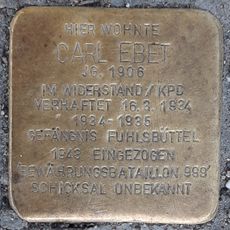 HIER WOHNTE
CARL EBET
JG. 1906
IM WIDERSTAND / KPD
VERHAFTET 16.3.1934
1934-1935
GEFÄNGNIS FUHLSBÜTTEL
1943 EINGEZOGEN
BEWÄHRUNGSBATAILLON 999
SCHICKSAL UNBEKANNT